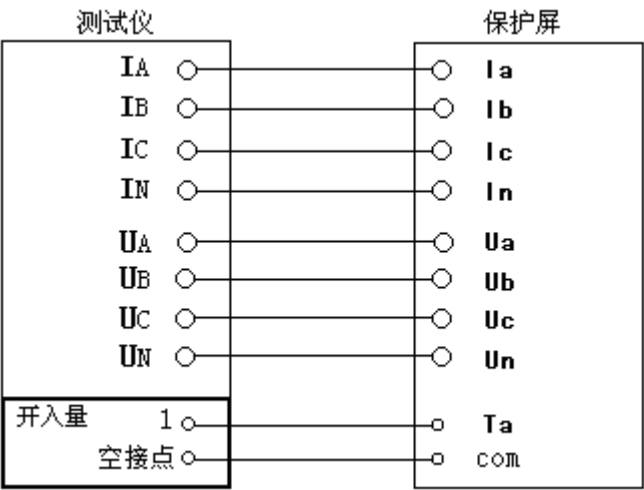 测试仪 保护屏
IA Ia
IB Ib
IC Ic
IN In
UA Ua
UB Ub
UC Uc
UN Un
开入量 1 Ta
空接点 com